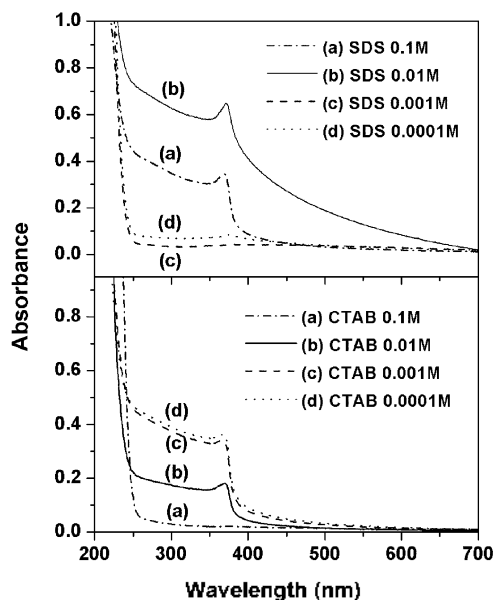 1.0
0.8
0.6
0.4
0.2
0.0
(a) SDS 0.1M
(b) SDS 0.01M
(c) SDS 0.001M
(d) SDS 0.0001M
(b)
(a)
(d)
(c)
Absorbance
0.8
0.6
0.4
0.2
0.0
(a) CTAB 0.1M
(b) CTAB 0.01M
(c) CTAB 0.001M
(d) CTAB 0.0001M
(d)
(c)
(b)
(a)
200 300 400 500 600 700
Wavelength (nm)